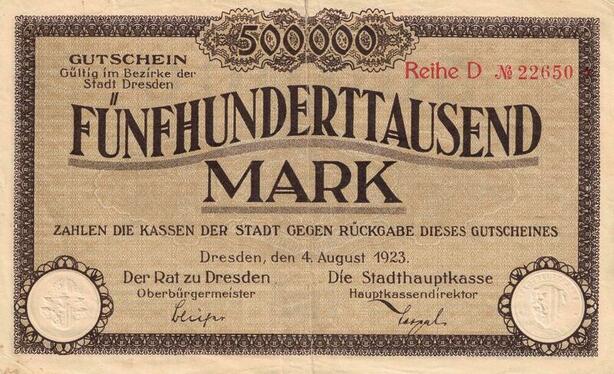 500000
GUTSCHEIN
Gültig im Bezirke der
Stadt Dresden
Reihe D № 22650 *
FÜNFHUNDERTTAUSEND
MARK
ZAHLEN DIE KASSEN DER STADT GEGEN RÜCKGABE DIESES GUTSCHEINES
Dresden, den 4. August 1923.
Der Rat zu Dresden
Oberbürgermeister
Die Stadthauptkasse
Hauptkassendirektor